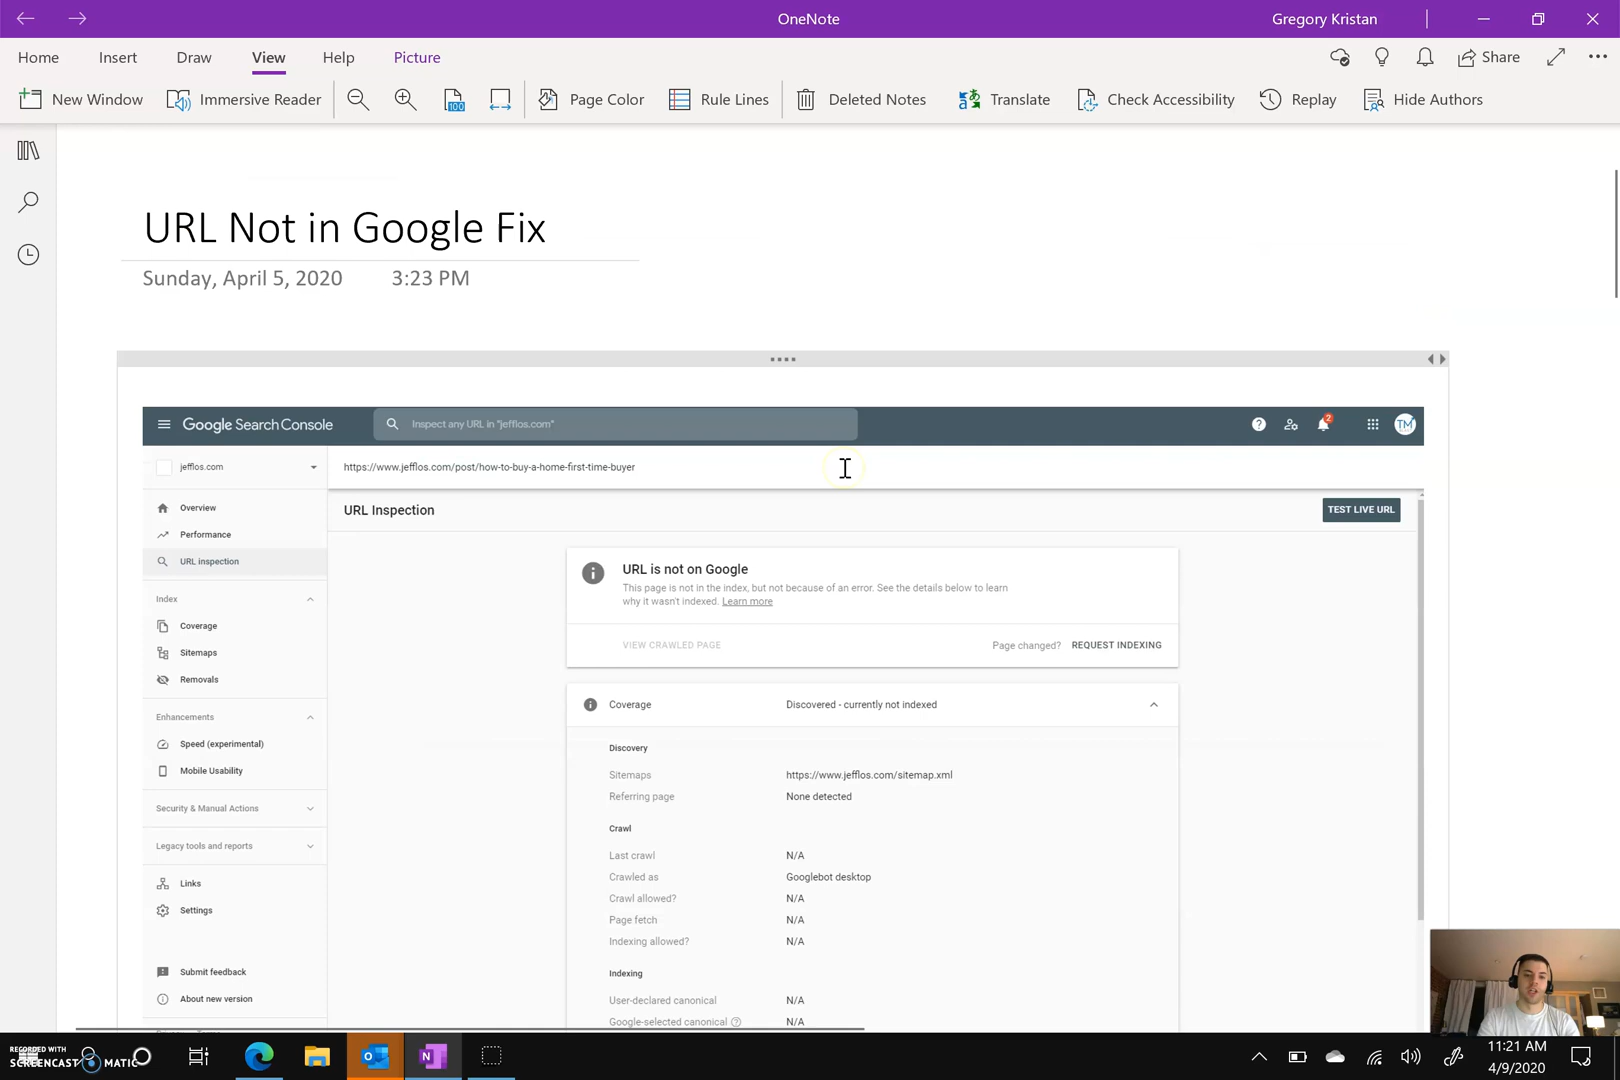 OneNote
Gregory Kristan
Home Insert Draw View Help Picture
Share
New Window Immersive Reader 100 Page Color Rule Lines Deleted Notes Translate Check Accessibility Replay Hide Authors
URL Not in Google Fix
Sunday, April 5, 2020 3:23 PM
Google Search Console
Inspect any URL in "jefflos.com"
2
TM
jefflos.com
https://www.jefflos.com/post/how-to-buy-a-home-first-time-buyer
Overview
Performance
URL inspection
Index
Coverage
Sitemaps
Removals
Enhancements
Speed (experimental)
Mobile Usability
Security & Manual Actions
Legacy tools and reports
Links
Settings
Submit feedback
About new version
URL Inspection
TEST LIVE URL
URL is not on Google
This page is not in the index, but not because of an error. See the details below to learn
why it wasn't indexed. Learn more
VIEW CRAWLED PAGE
Page changed? REQUEST INDEXING
Coverage Discovered - currently not indexed
Discovery
Sitemaps https://www.jefflos.com/sitemap.xml
Referring page None detected
Crawl
Last crawl N/A
Crawled as Googlebot desktop
Crawl allowed? N/A
Page fetch N/A
Indexing allowed? N/A
Indexing
User-declared canonical N/A
Google-selected canonical N/A
RECORDED WITH
SCREENCAST MATIC
11:21 AM
4/9/2020